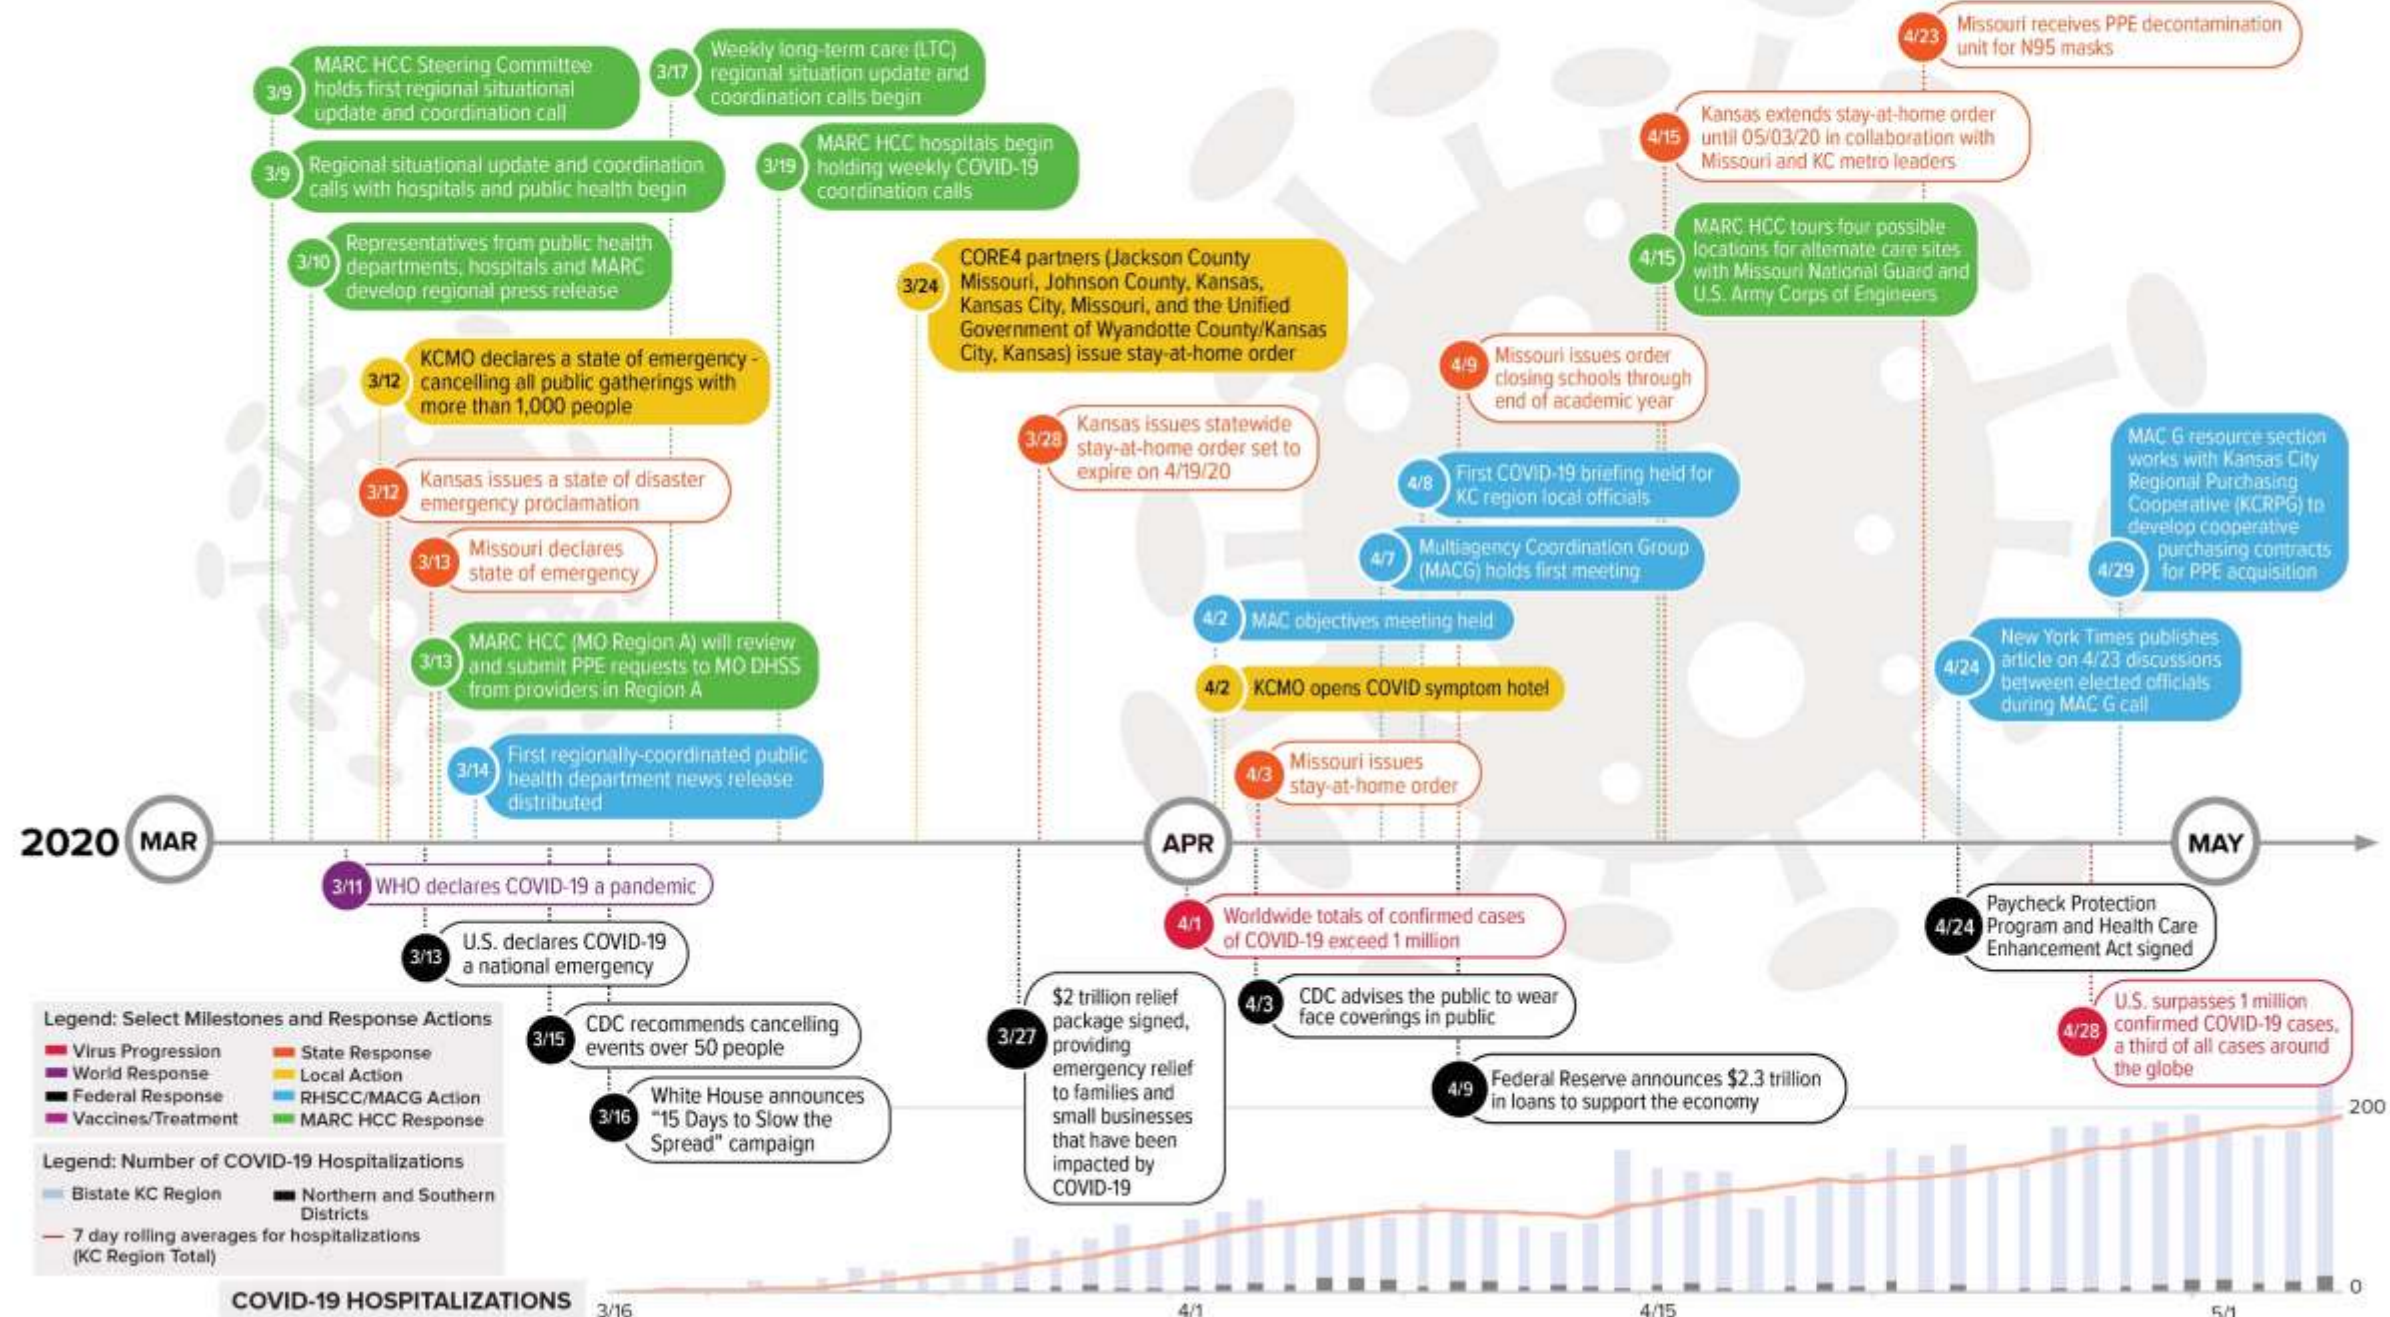 3/9
MARC HCC Steering Committee
holds first regional situational
update and coordination call
3/17
Weekly long-term care (LTC)
regional situation update and
coordination calls begin
4/23
Missouri receives PPE decontamination
unit for N95 masks
3/9
Regional situational update and coordination
calls with hospitals and public health begin
3/19
MARC HCC hospitals begin
holding weekly COVID-19
coordination calls
4/15
Kansas extends stay-at-home order
until 05/03/20 in collaboration with
Missouri and KC metro leaders
3/10
Representatives from public health
departments, hospitals and MARC
develop regional press release
3/24
CORE4 partners (Jackson County
Missouri, Johnson County, Kansas,
Kansas City, Missouri, and the Unified
Government of Wyandotte County/Kansas
City, Kansas) issue stay-at-home order
4/15
MARC HCC tours four possible
locations for alternate care sites
with Missouri National Guard and
U.S. Army Corps of Engineers
3/12
KCMO declares a state of emergency -
cancelling all public gatherings with
more than 1,000 people
4/9
Missouri issues order
closing schools through
end of academic year
3/28
Kansas issues statewide
stay-at-home order set to
expire on 4/19/20
3/12
Kansas issues a state of disaster
emergency proclamation
4/8
First COVID-19 briefing held for
KC region local officials
4/29
MAC G resource section
works with Kansas City
Regional Purchasing
Cooperative (KCRPG) to
develop cooperative
purchasing contracts
for PPE acquisition
3/13
Missouri declares
state of emergency
4/7
Multiagency Coordination Group
(MACG) holds first meeting
4/2
MAC objectives meeting held
3/13
MARC HCC (MO Region A) will review
and submit PPE requests to MO DHSS
from providers in Region A
4/2
KCMO opens COVID symptom hotel
4/24
New York Times publishes
article on 4/23 discussions
between elected officials
during MAC G call
3/14
First regionally-coordinated public
health department news release
distributed
4/3
Missouri issues
stay-at-home order
2020
MAR
APR
MAY
3/11
WHO declares COVID-19 a pandemic
3/13
U.S. declares COVID-19
a national emergency
4/1
Worldwide totals of confirmed cases
of COVID-19 exceed 1 million
4/24
Paycheck Protection
Program and Health Care
Enhancement Act signed
3/15
CDC recommends cancelling
events over 50 people
3/27
$2 trillion relief
package signed,
providing
emergency relief
to families and
small businesses
that have been
impacted by
COVID-19
4/3
CDC advises the public to wear
face coverings in public
4/28
U.S. surpasses 1 million
confirmed COVID-19 cases,
a third of all cases around
the globe
3/16
White House announces
"15 Days to Slow the
Spread" campaign
4/9
Federal Reserve announces $2.3 trillion
in loans to support the economy
Legend: Select Milestones and Response Actions
Virus Progression
World Response
Federal Response
Vaccines/Treatment
State Response
Local Action
RHSCC/MACG Action
MARC HCC Response
Legend: Number of COVID-19 Hospitalizations
Bistate KC Region
Northern and Southern
Districts
7 day rolling averages for hospitalizations
(KC Region Total)
200
0
COVID-19 HOSPITALIZATIONS
3/16
4/1
4/15
5/1